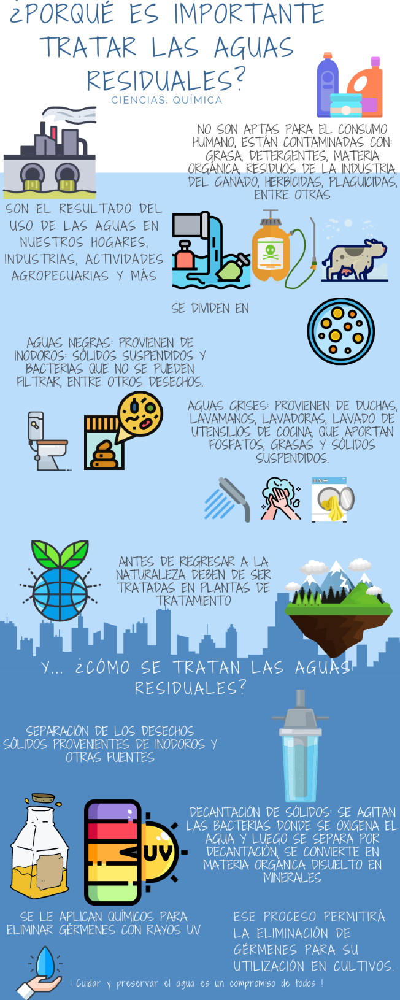 ¿PORQUÉ ES IMPORTANTE
TRATAR LAS AGUAS
RESIDUALES?
CIENCIAS. QUÍMICA
NO SON APTAS PARA EL CONSUMO
HUMANO, ESTÁN CONTAMINADAS CON:
GRASA, DETERGENTES, MATERIA
ORGÁNICA, RESIDUOS DE LA INDUSTRIA,
DEL GANADO, HERBICIDAS, PLAGUICIDAS,
ENTRE OTRAS
SON EL RESULTADO DEL
USO DE LAS AGUAS EN
NUESTROS HOGARES,
INDUSTRIAS, ACTIVIDADES
AGROPECUARIAS Y MÁS
SE DIVIDEN EN
AGUAS NEGRAS: PROVIENEN DE
INODOROS: SÓLIDOS SUSPENDIDOS Y
BACTERIAS QUE NO SE PUEDEN
FILTRAR, ENTRE OTROS DESECHOS.
AGUAS GRISES: PROVIENEN DE DUCHAS,
LAVAMANOS, LAVADORAS, LAVADO DE
UTENSILIOS DE COCINA, QUE APORTAN
FOSFATOS, GRASAS Y SÓLIDOS
SUSPENDIDOS.
ANTES DE REGRESAR A LA
NATURALEZA DEBEN DE SER
TRATADAS EN PLANTAS DE
TRATAMIENTO
Y... ¿CÓMO SE TRATAN LAS AGUAS
RESIDUALES?
SEPARACIÓN DE LOS DESECHOS
SÓLIDOS PROVENIENTES DE INODOROS Y
OTRAS FUENTES
DECANTACIÓN DE SÓLIDOS: SE AGITAN
LAS BACTERIAS DONDE SE OXIGENA EL
AGUA Y LUEGO SE SEPARA POR
DECANTACIÓN, SE CONVIERTE EN
MATERIA ORGÁNICA DISUELTO EN
MINERALES
UV
SE LE APLICAN QUÍMICOS PARA
ELIMINAR GÉRMENES CON RAYOS UV
ESE PROCESO PERMITIRÁ
LA ELIMINACIÓN DE
GÉRMENES PARA SU
UTILIZACIÓN EN CULTIVOS.
¡ Cuidar y preservar el agua es un compromiso de todos !